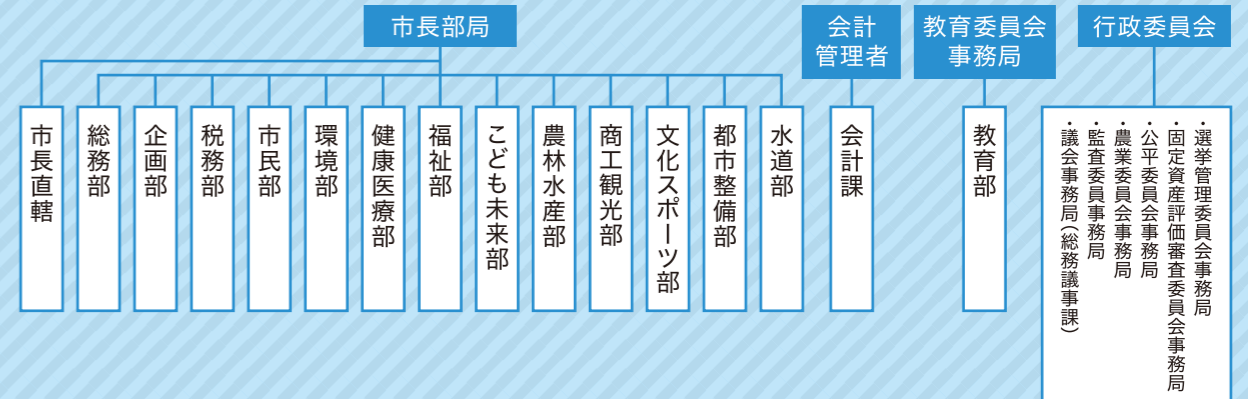 市長部局
市長直轄
総務部
企画部
税務部
市民部
環境部
健康医療部
福祉部
こども未来部
農林水産部
商工観光部
文化スポーツ部
都市整備部
水道部
会計
管理者
会計課
教育委員会
事務局
教育部
行政委員会
・選挙管理委員会事務局
・固定資産評価審査委員会事務局
・公平委員会事務局
・農業委員会事務局
・監査委員事務局
・議会事務局(総務議事課)